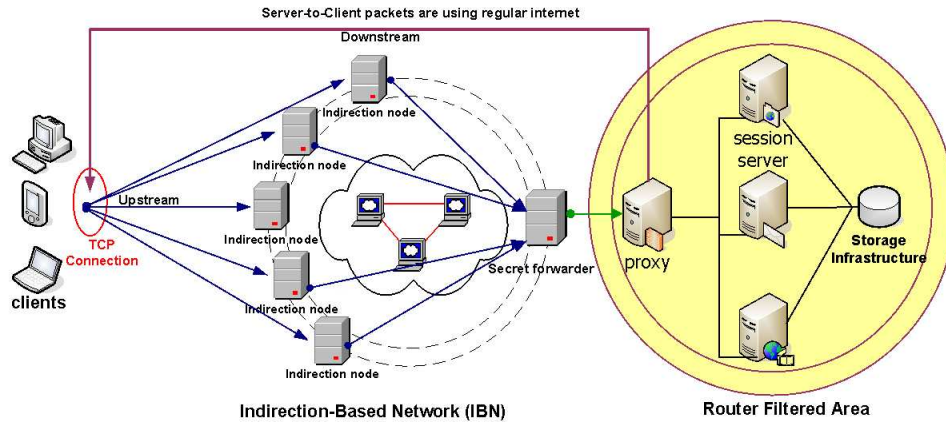 Server-to-Client packets are using regular internet
Downstream
Indirection node
Indirection node
Indirection node
Indirection node
Indirection node
Upstream
TCP
Connection
clients
Secret forwarder
proxy
session
server
Storage
Infrastructure
Indirection-Based Network (IBN)
Router Filtered Area